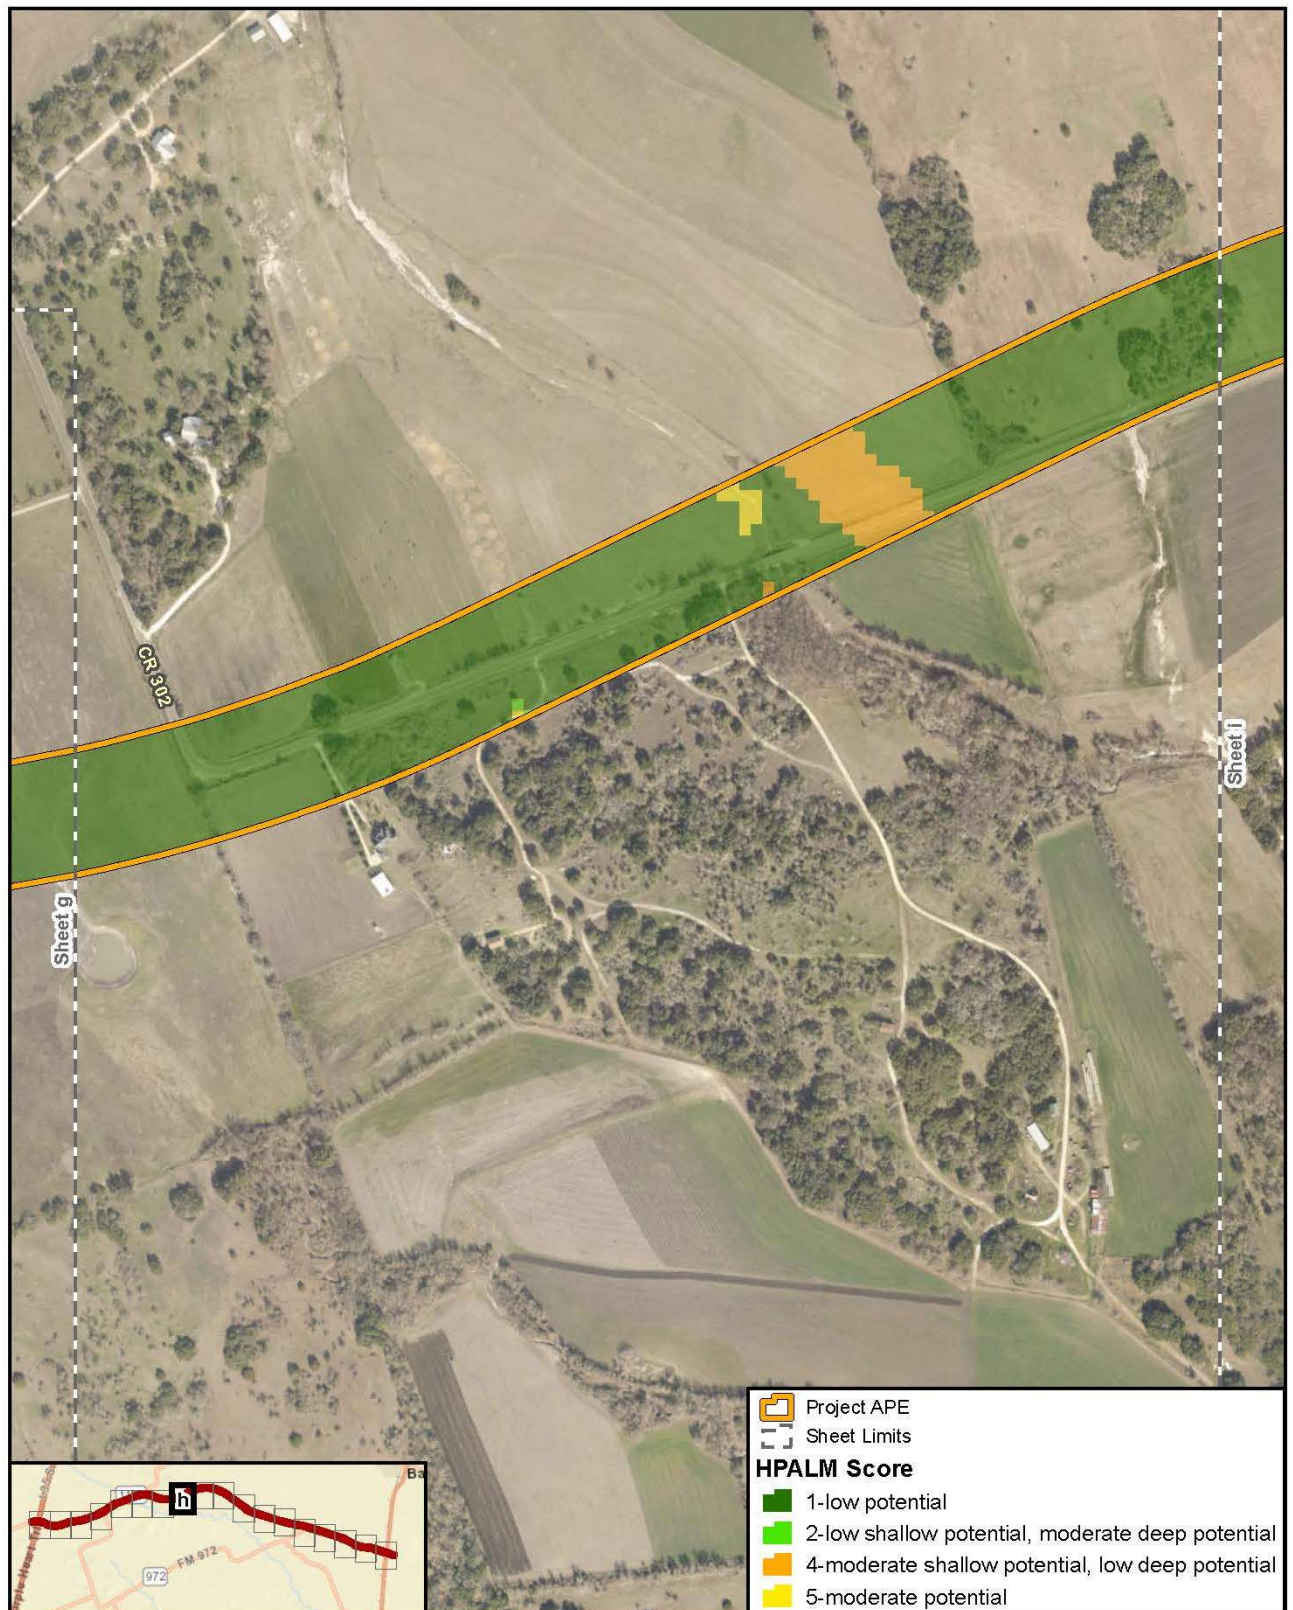 CR 302
Sheet g
Sheet i
h
Ba
FM 972
972
Project APE
Sheet Limits
HPALM Score
1-low potential
2-low shallow potential, moderate deep potential
4-moderate shallow potential, low deep potential
5-moderate potential